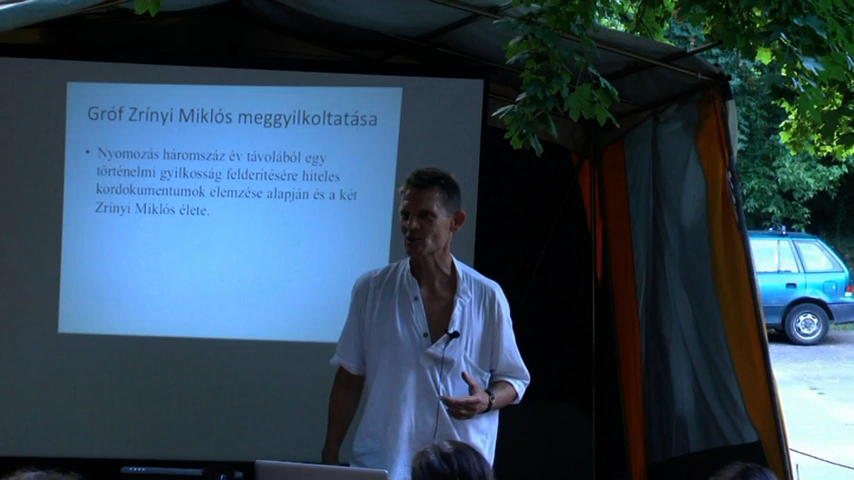 Gróf Zrínyi Miklós meggyilkoltatása
• Nyomozás háromszáz év távolából egy
történelmi gyilkosság felderítésére hiteles
kordokumentumok elemzése alapján és a két
Zrínyi Miklós élete.